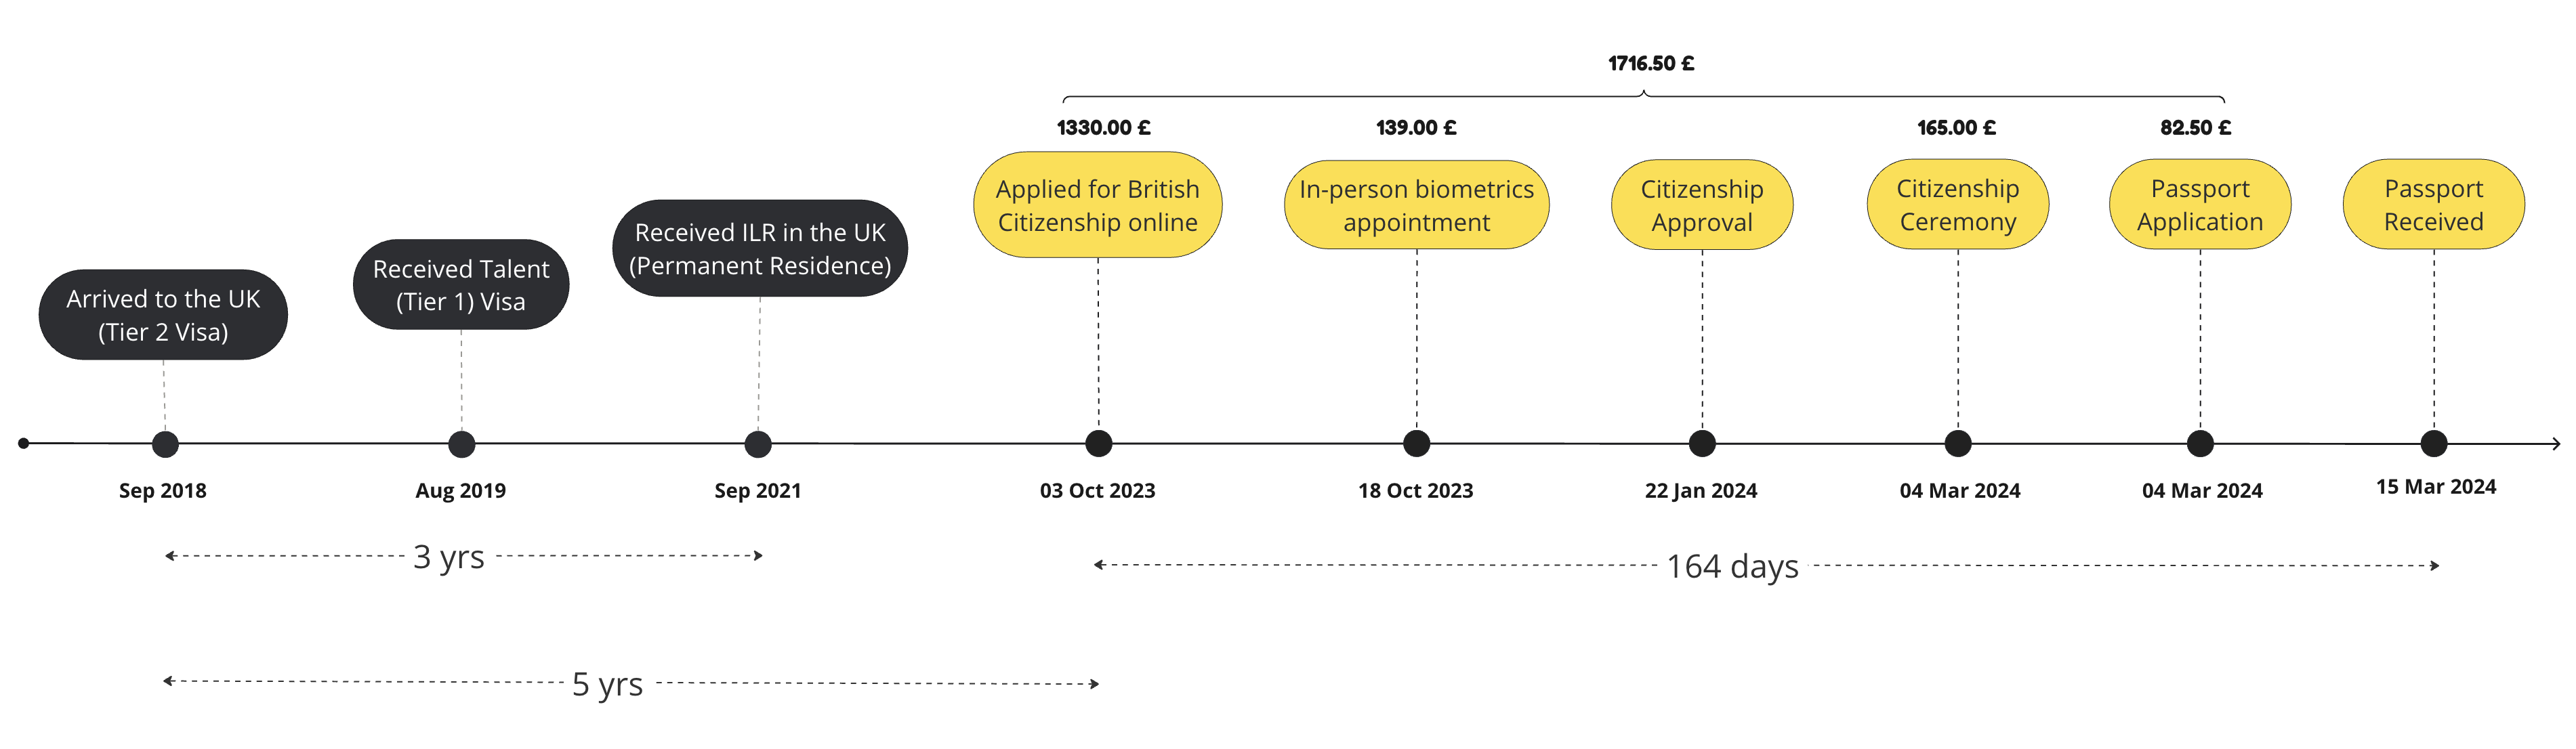 1716.50 £
1330.00 £
139.00 £
165.00 £
82.50 £
Arrived to the UK
(Tier 2 Visa)
Received Talent
(Tier 1) Visa
Received ILR in the UK
(Permanent Residence)
Applied for British
Citizenship online
In-person biometrics
appointment
Citizenship
Approval
Citizenship
Ceremony
Passport
Application
Passport
Received
Sep 2018
Aug 2019
Sep 2021
03 Oct 2023
18 Oct 2023
22 Jan 2024
04 Mar 2024
04 Mar 2024
15 Mar 2024
3 yrs
164 days
5 yrs